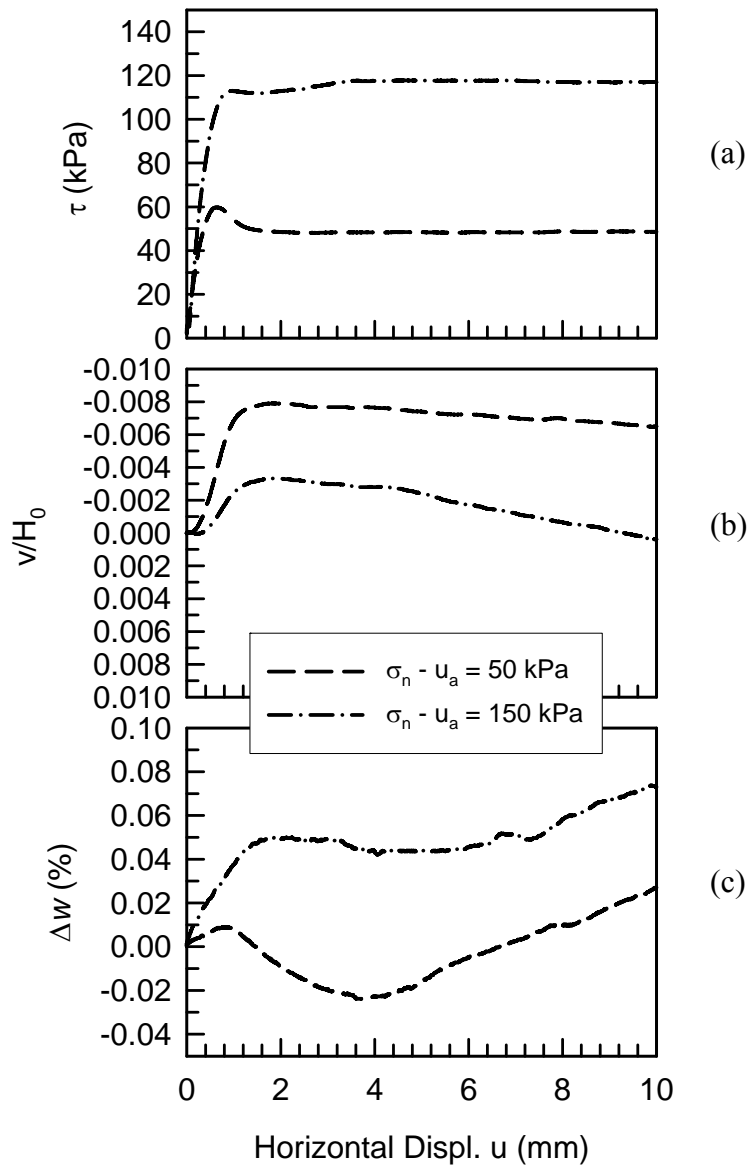 140
120
100
80
60
40
20
0
τ (kPa)
(a)
-0.010
-0.008
-0.006
-0.004
-0.002
0.000
0.002
0.004
0.006
0.008
0.010
v/H₀
(b)
σₙ - uₐ = 50 kPa
σₙ - uₐ = 150 kPa
0.10
0.08
0.06
0.04
0.02
0.00
-0.02
-0.04
Δw (%)
(c)
0 2 4 6 8 10
Horizontal Displ. u (mm)